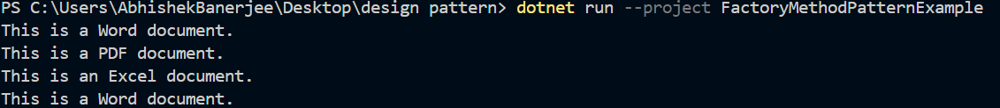 PS C:\Users\AbhishekBanerjee\Desktop\design pattern> dotnet run --project FactoryMethodPatternExample
This is a Word document.
This is a PDF document.
This is an Excel document.
This is a Word document.